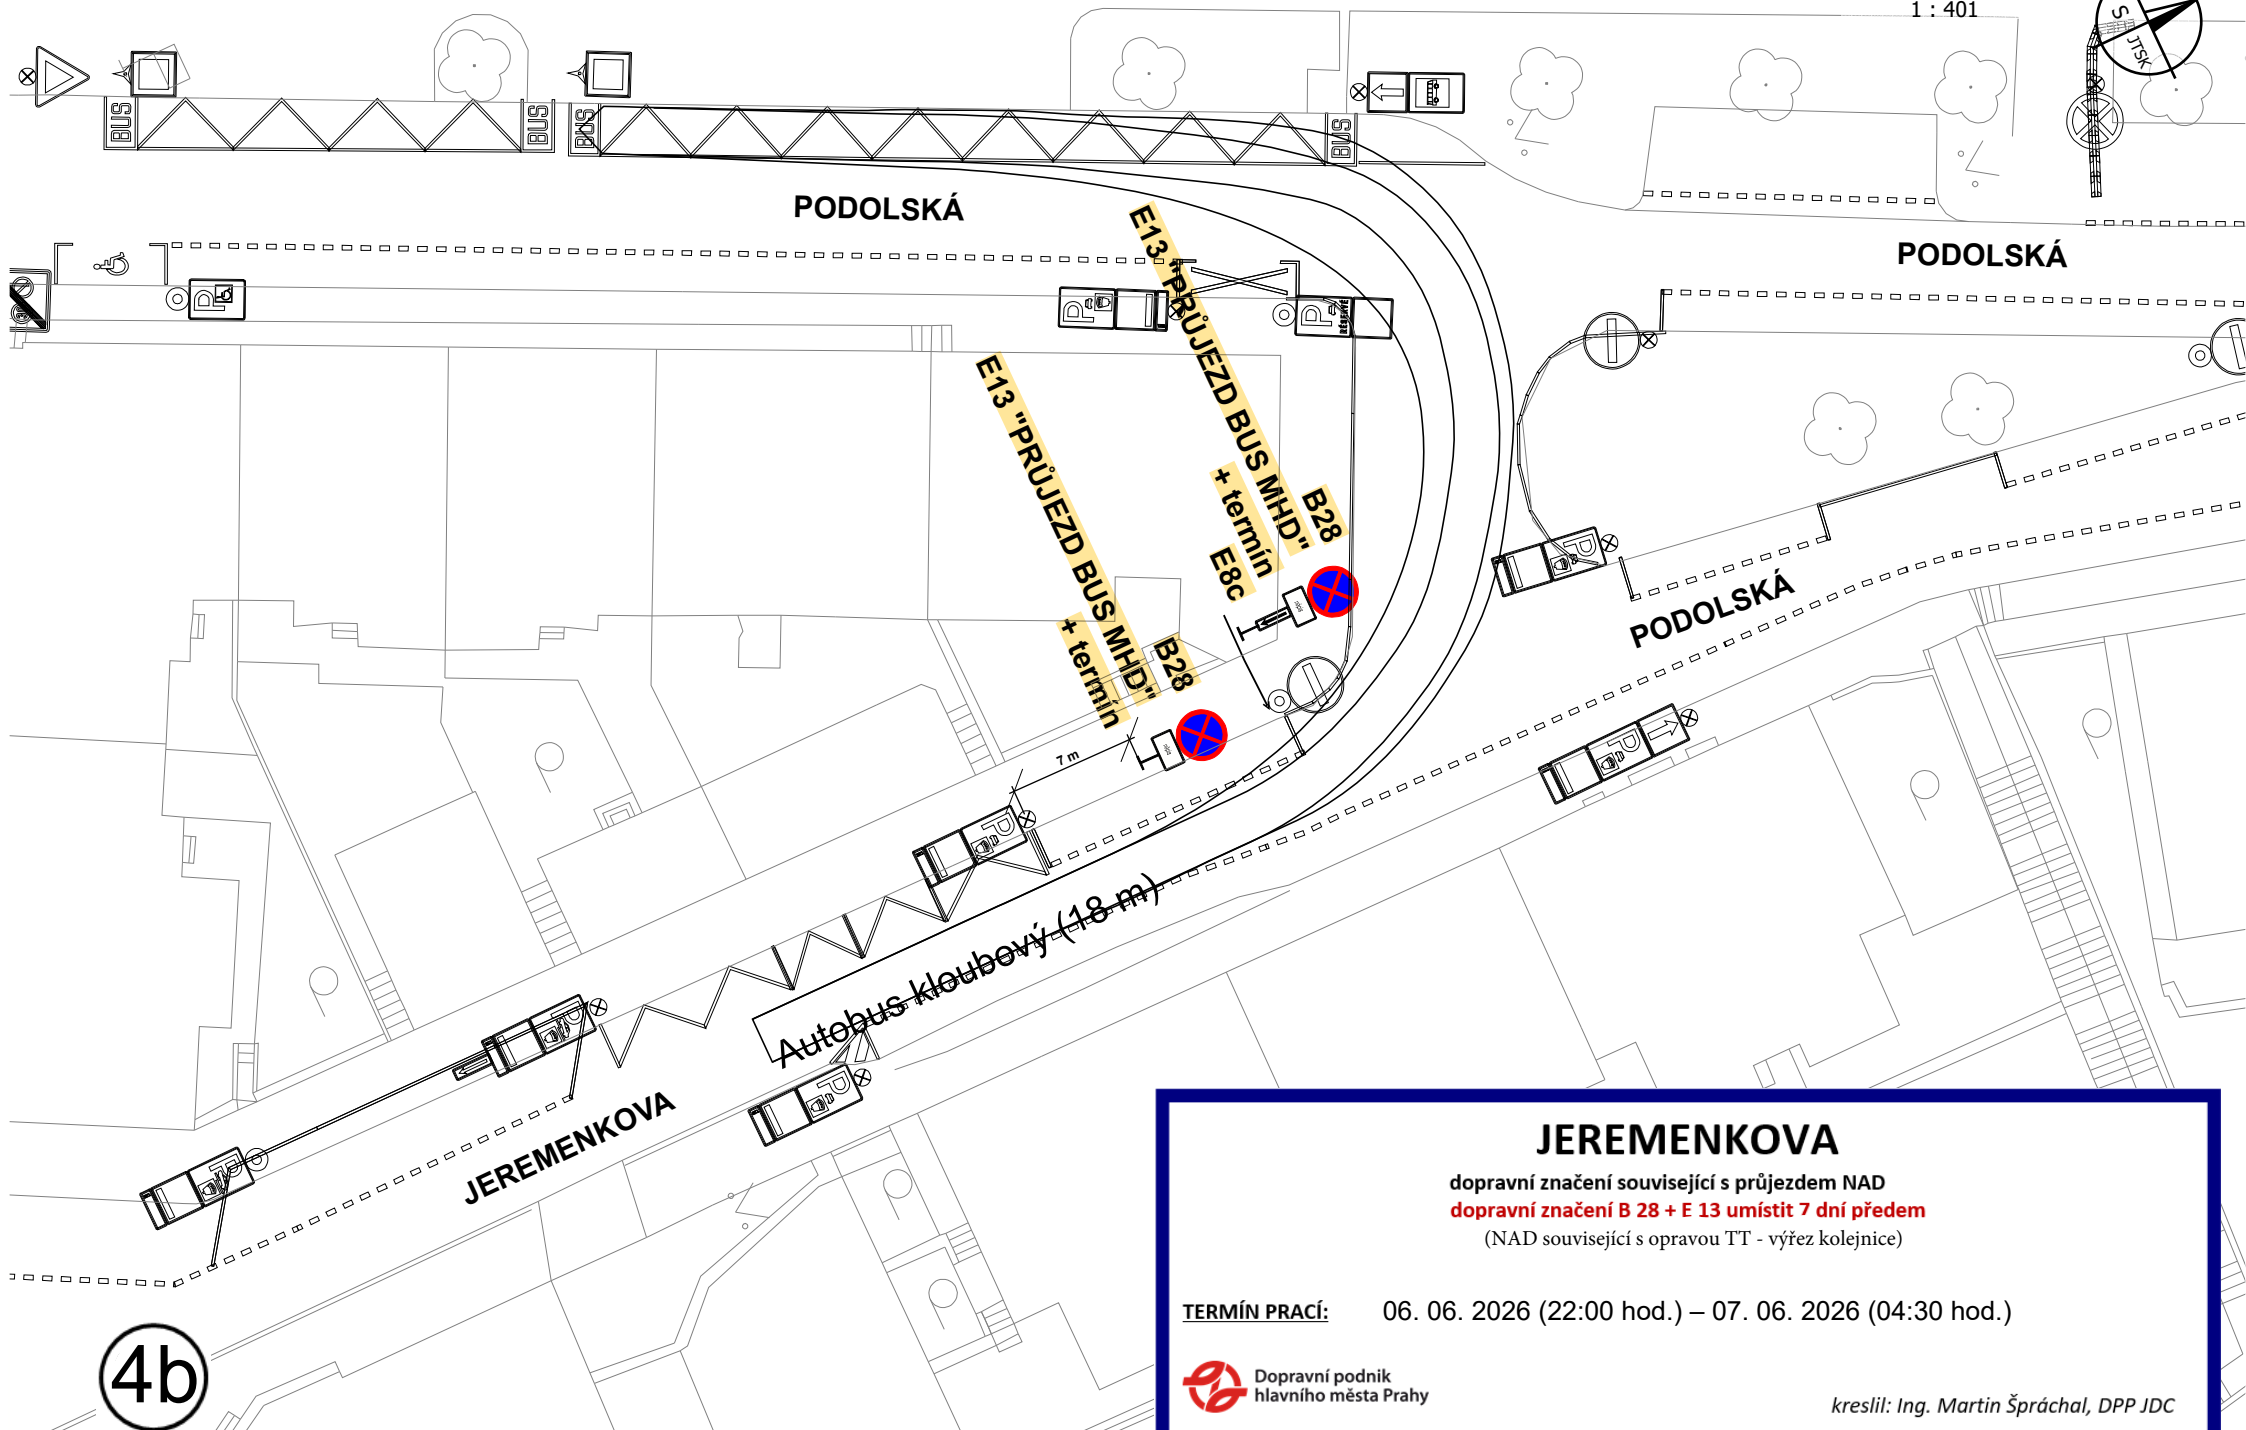 1 : 401
S
JTSK
BUS
BUS
BUS
BUS
PODOLSKÁ
PODOLSKÁ
P
P
P
RÉSERVÉ
E13 "PRŮJEZD BUS MHD"
+ termín
B28
E8c
E13 "PRŮJEZD BUS MHD"
+ termín
B28
7 m
P
PODOLSKÁ
P
P
Autobus kloubový (18 m)
P
P
P
JEREMENKOVA
4b
JEREMENKOVA
dopravní značení související s průjezdem NAD
dopravní značení B 28 + E 13 umístit 7 dní předem
(NAD související s opravou TT - výřez kolejnice)
TERMÍN PRACÍ: 06. 06. 2026 (22:00 hod.) – 07. 06. 2026 (04:30 hod.)
Dopravní podnik
hlavního města Prahy
kreslil: Ing. Martin Špráchal, DPP JDC